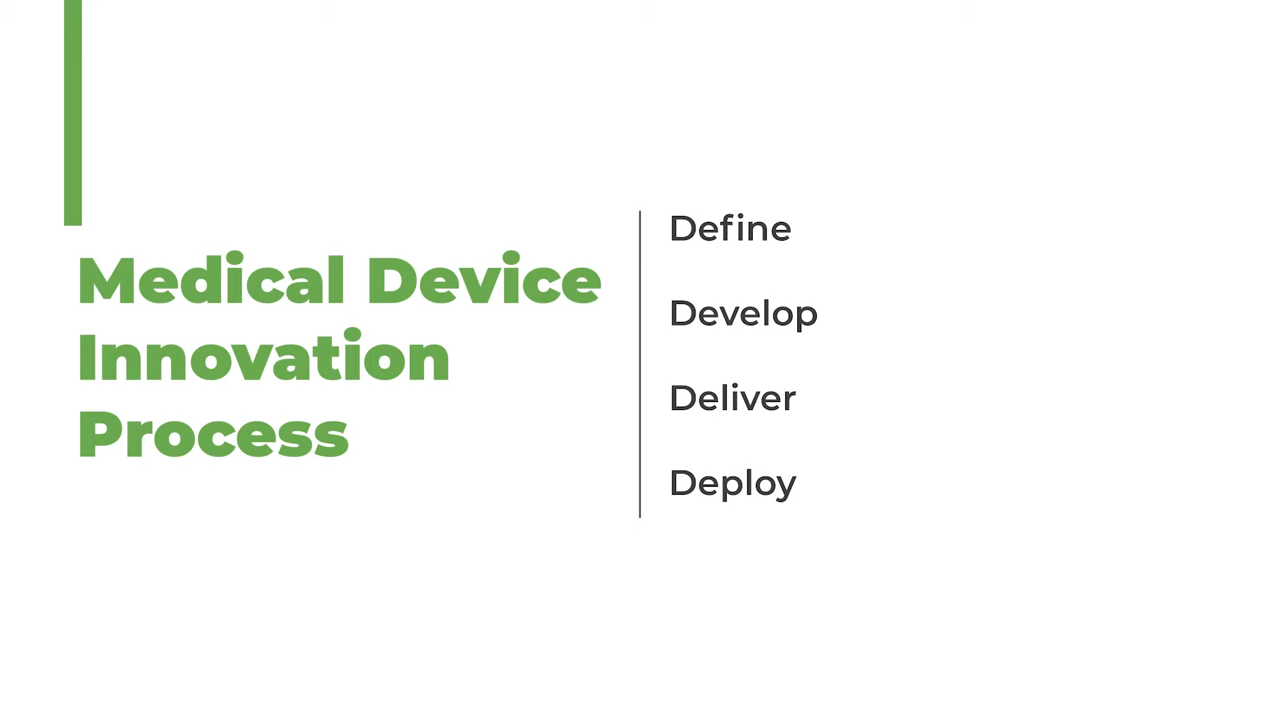 Medical Device
Innovation
Process
Define
Develop
Deliver
Deploy